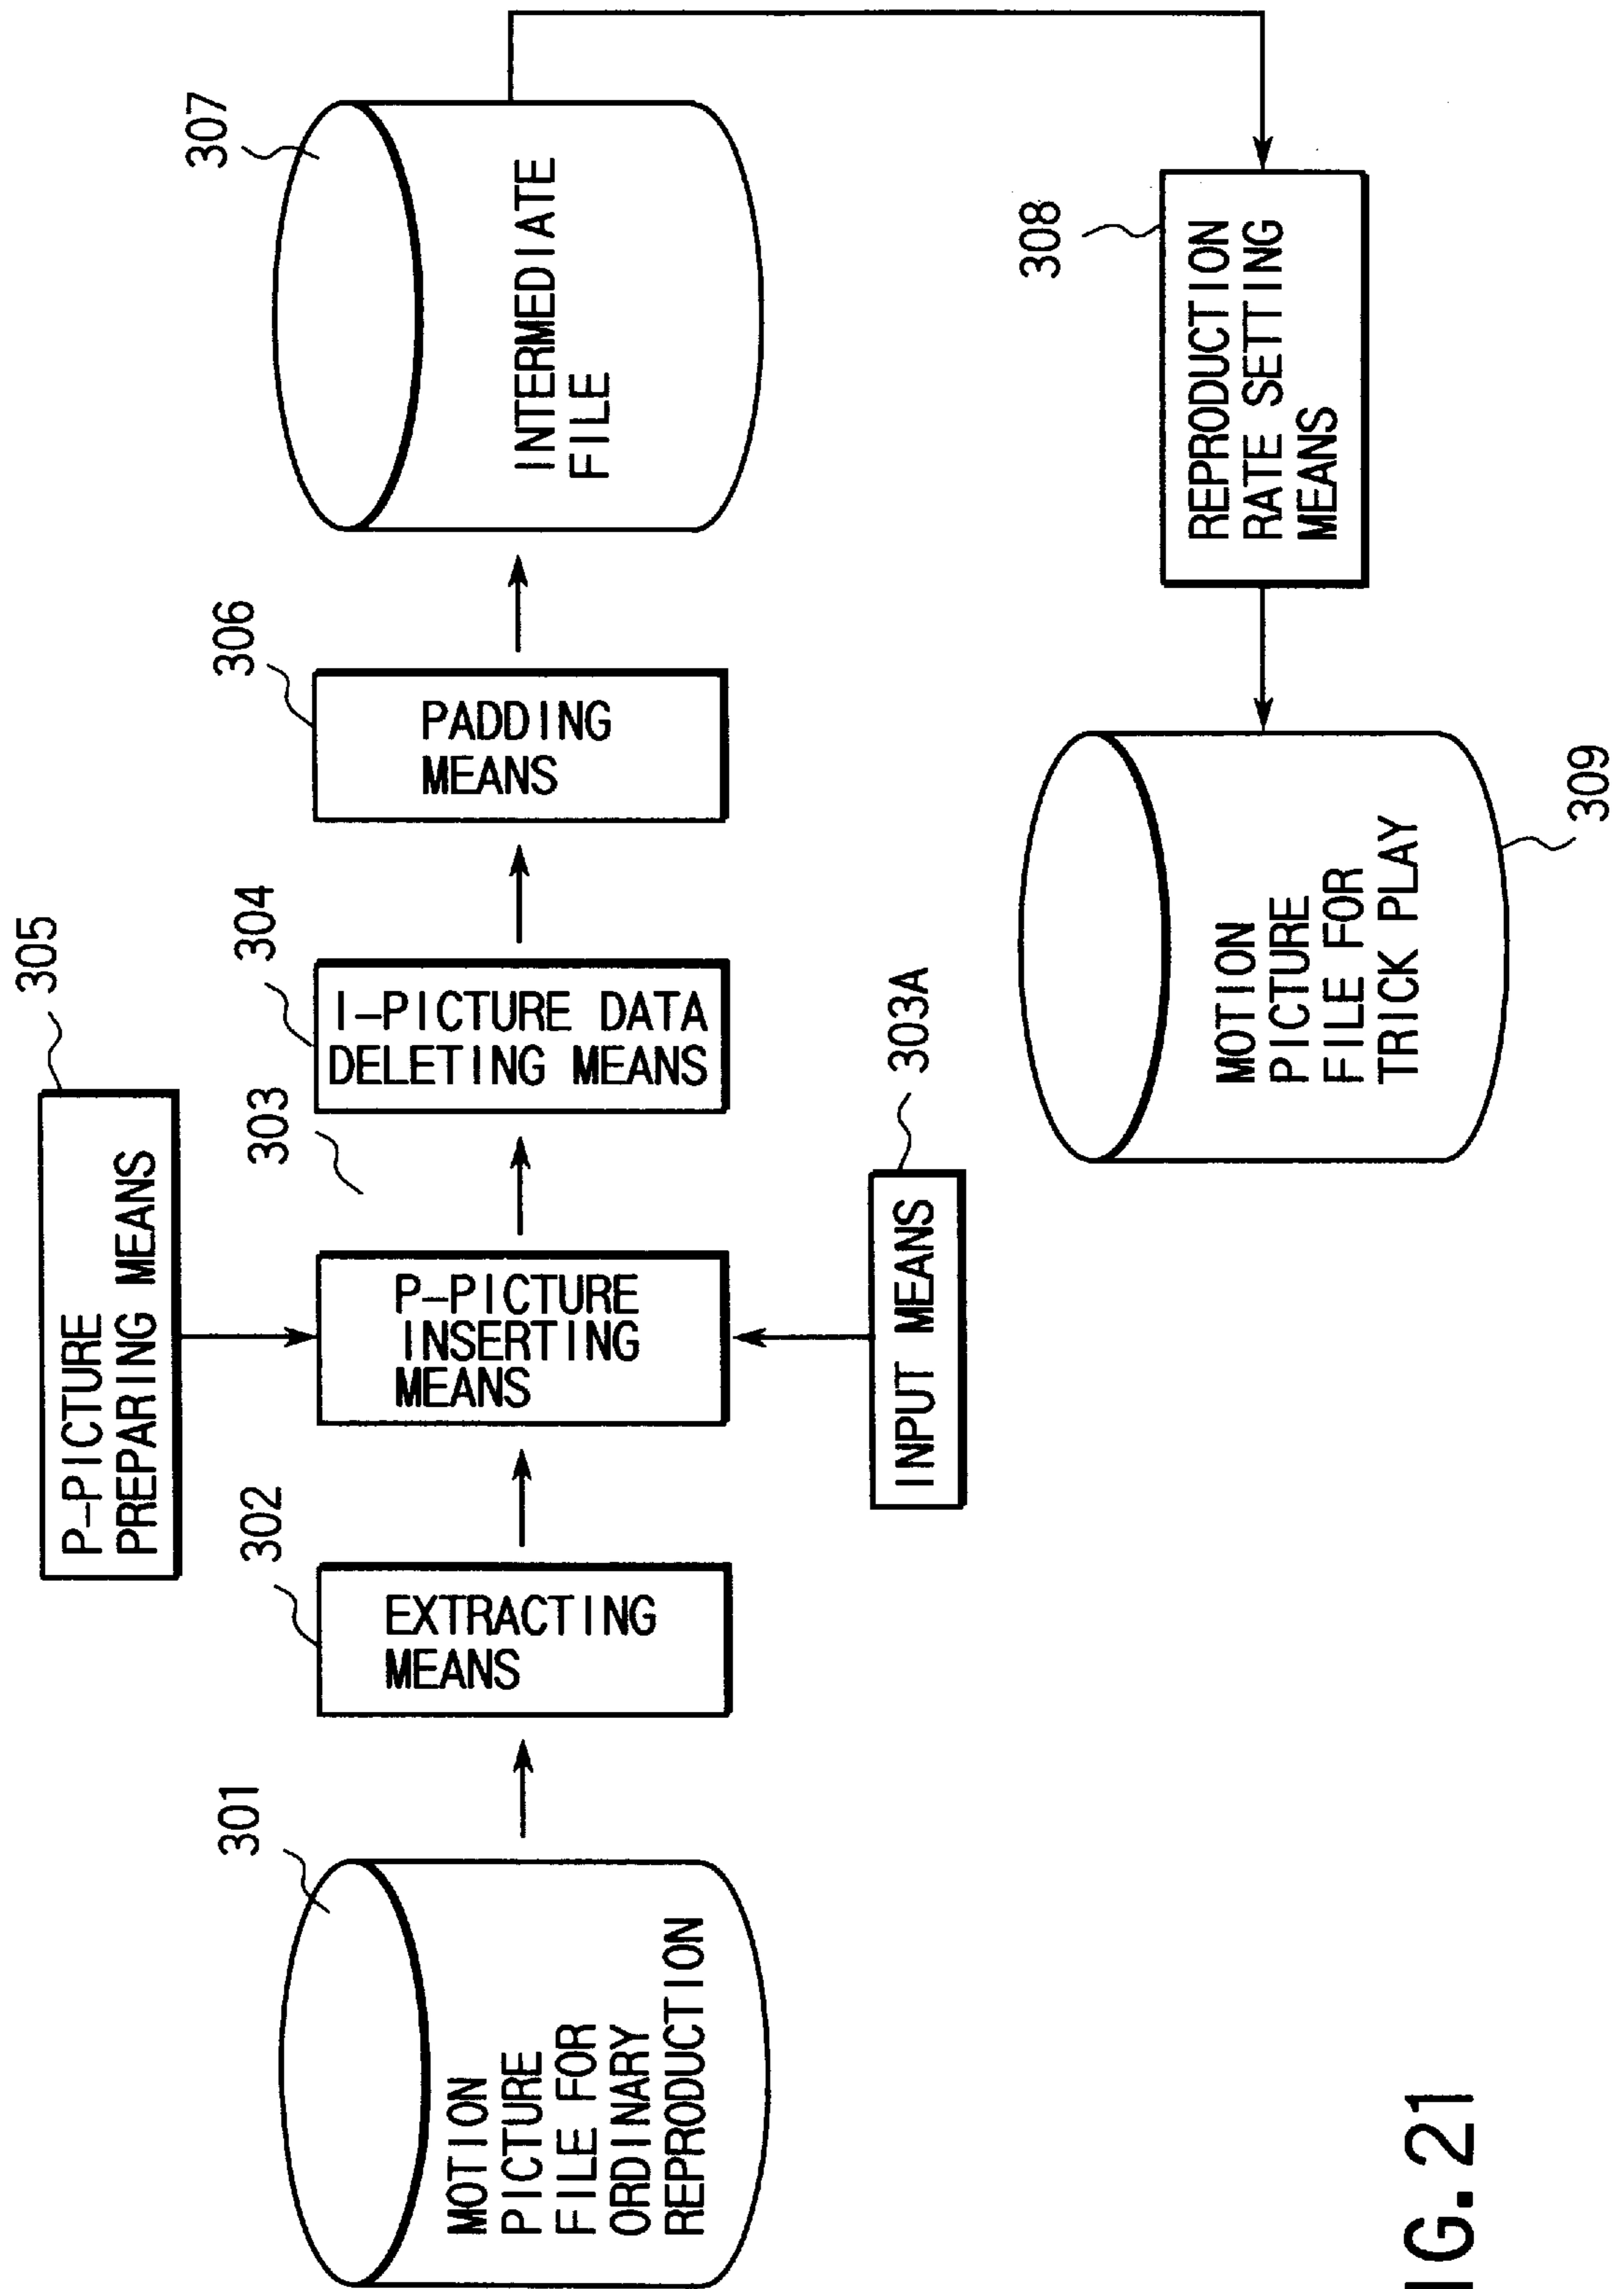 305
P-PICTURE
PREPARING MEANS
301
MOTION
PICTURE
FILE FOR
ORDINARY
REPRODUCTION
302
EXTRACTING
MEANS
P-PICTURE
INSERTING
MEANS
303
304
I-PICTURE DATA
DELETING MEANS
306
PADDING
MEANS
307
INTERMEDIATE
FILE
303A
INPUT MEANS
308
REPRODUCTION
RATE SETTING
MEANS
MOTION
PICTURE
FILE FOR
TRICK PLAY
309
IG. 21